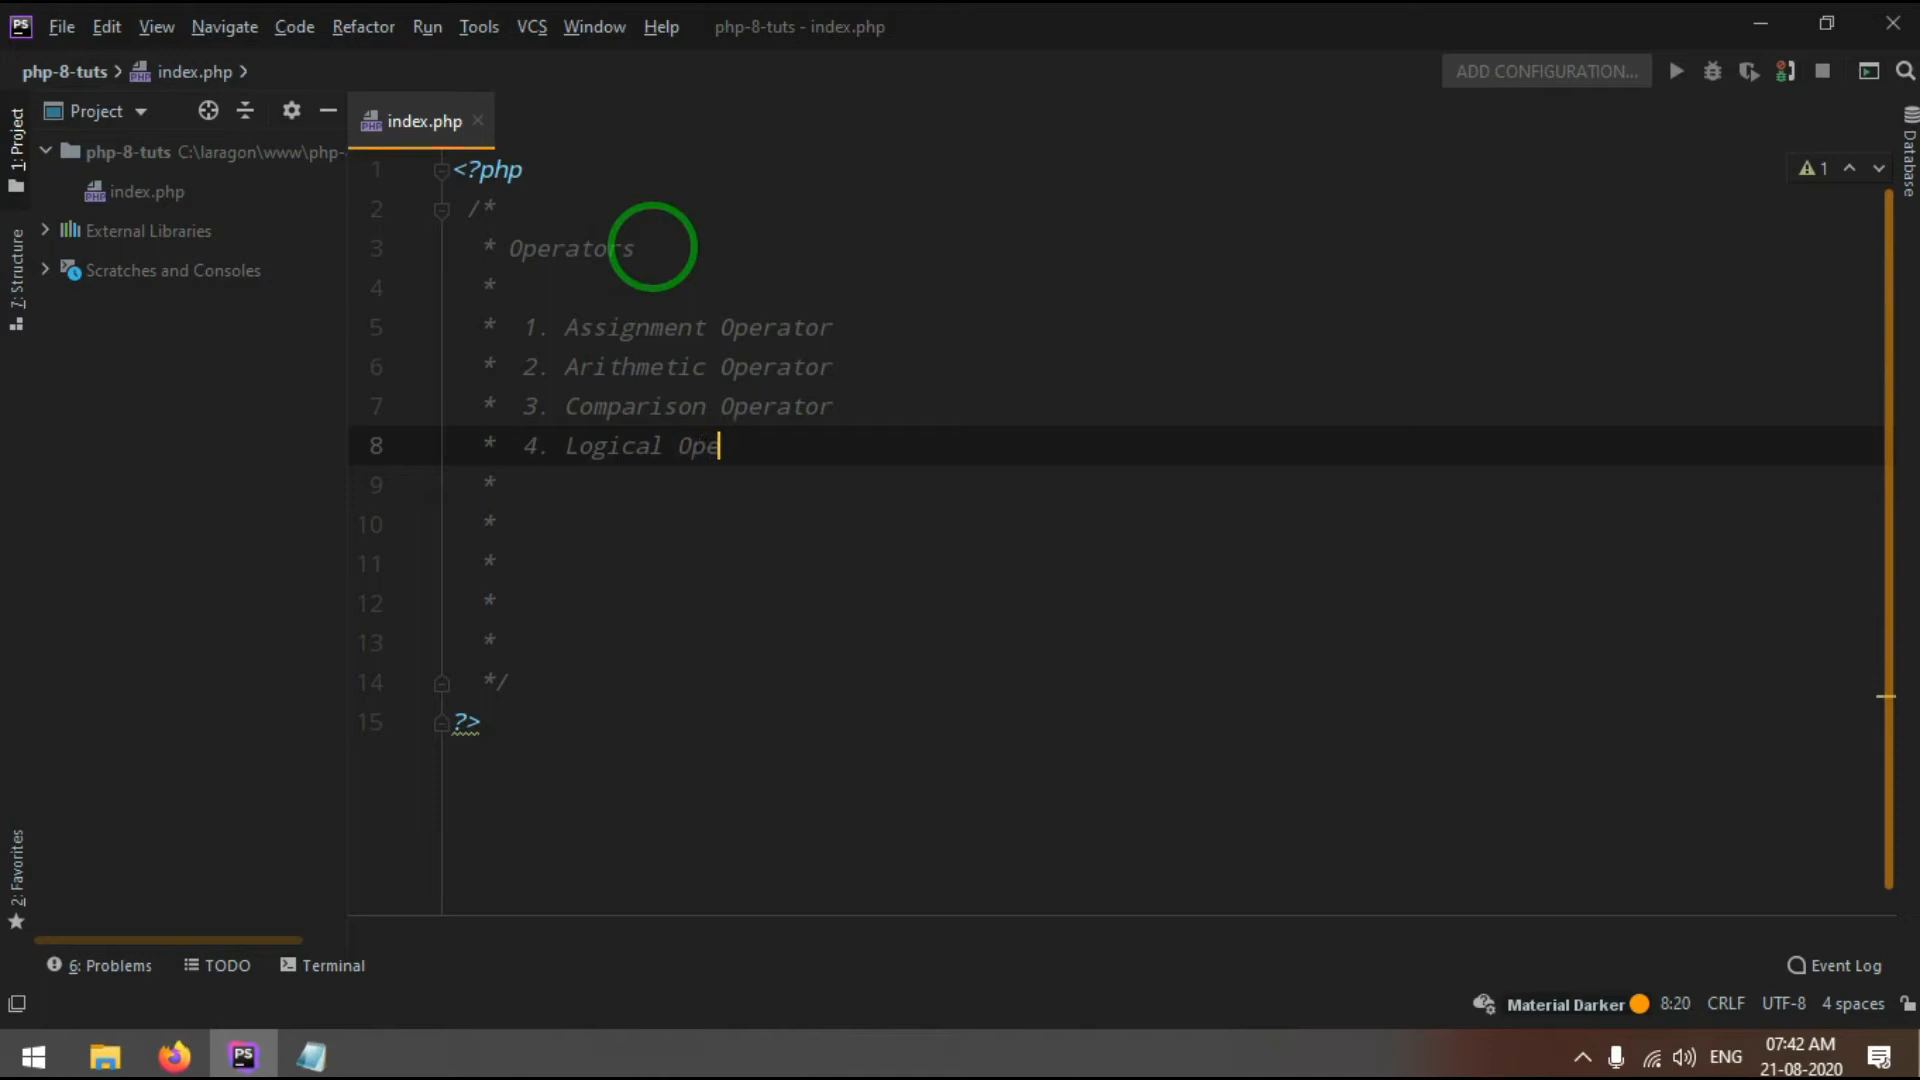 PS File Edit View Navigate Code Refactor Run Tools VCS Window Help php-8-tuts - index.php
php-8-tuts index.php ADD CONFIGURATION...
1: Project
Project
index.php
php-8-tuts C:\laragon\www\php-
index.php
External Libraries
Scratches and Consoles
7: Structure
2: Favorites
1 <?php
2 /*
3 * Operators
4 *
5 * 1. Assignment Operator
6 * 2. Arithmetic Operator
7 * 3. Comparison Operator
8 * 4. Logical Ope
9 *
10 *
11 *
12 *
13 *
14 */
15 ?>
1
Database
6: Problems TODO Terminal Event Log
Material Darker 8:20 CRLF UTF-8 4 spaces
PS ENG 07:42 AM
21-08-2020